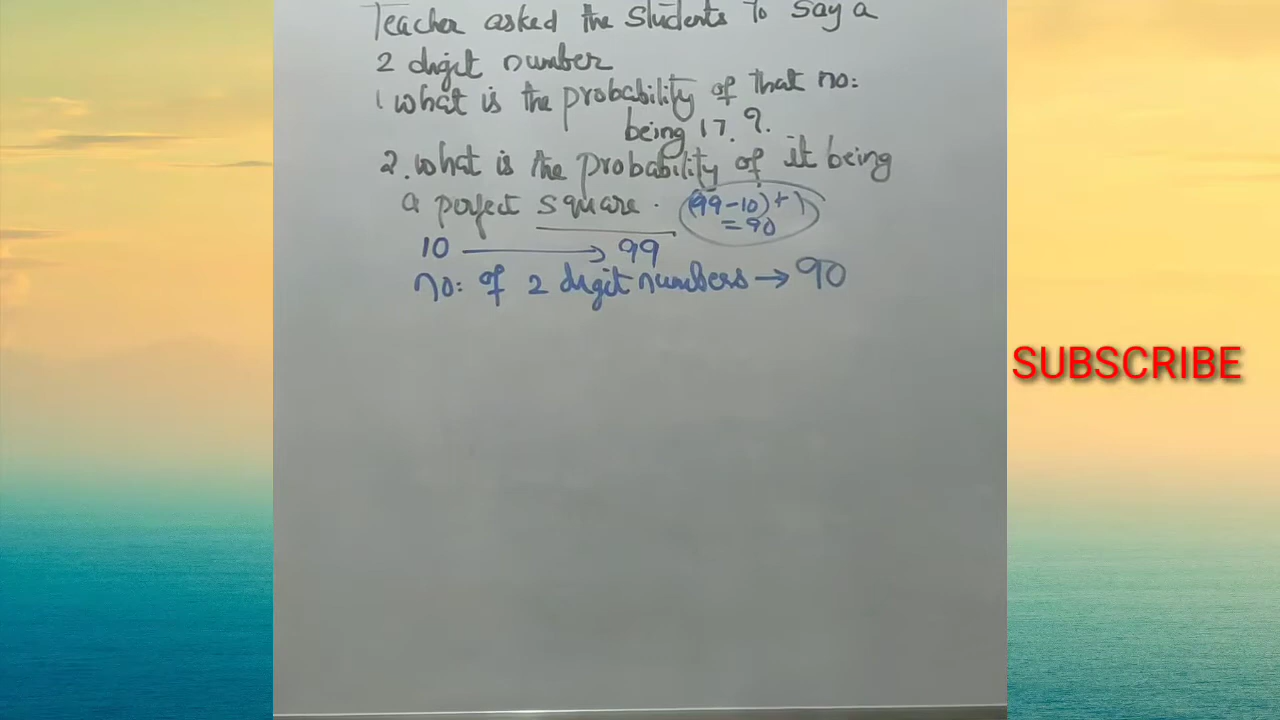 Teacher asked the students to say a
2 digit number
1 what is the probability of that no:
being 17. ?.
2. what is the probability of it being
a perfect square.
(99-10)+1
=90
10 → 99
no: of 2 digit numbers → 90
SUBSCRIBE